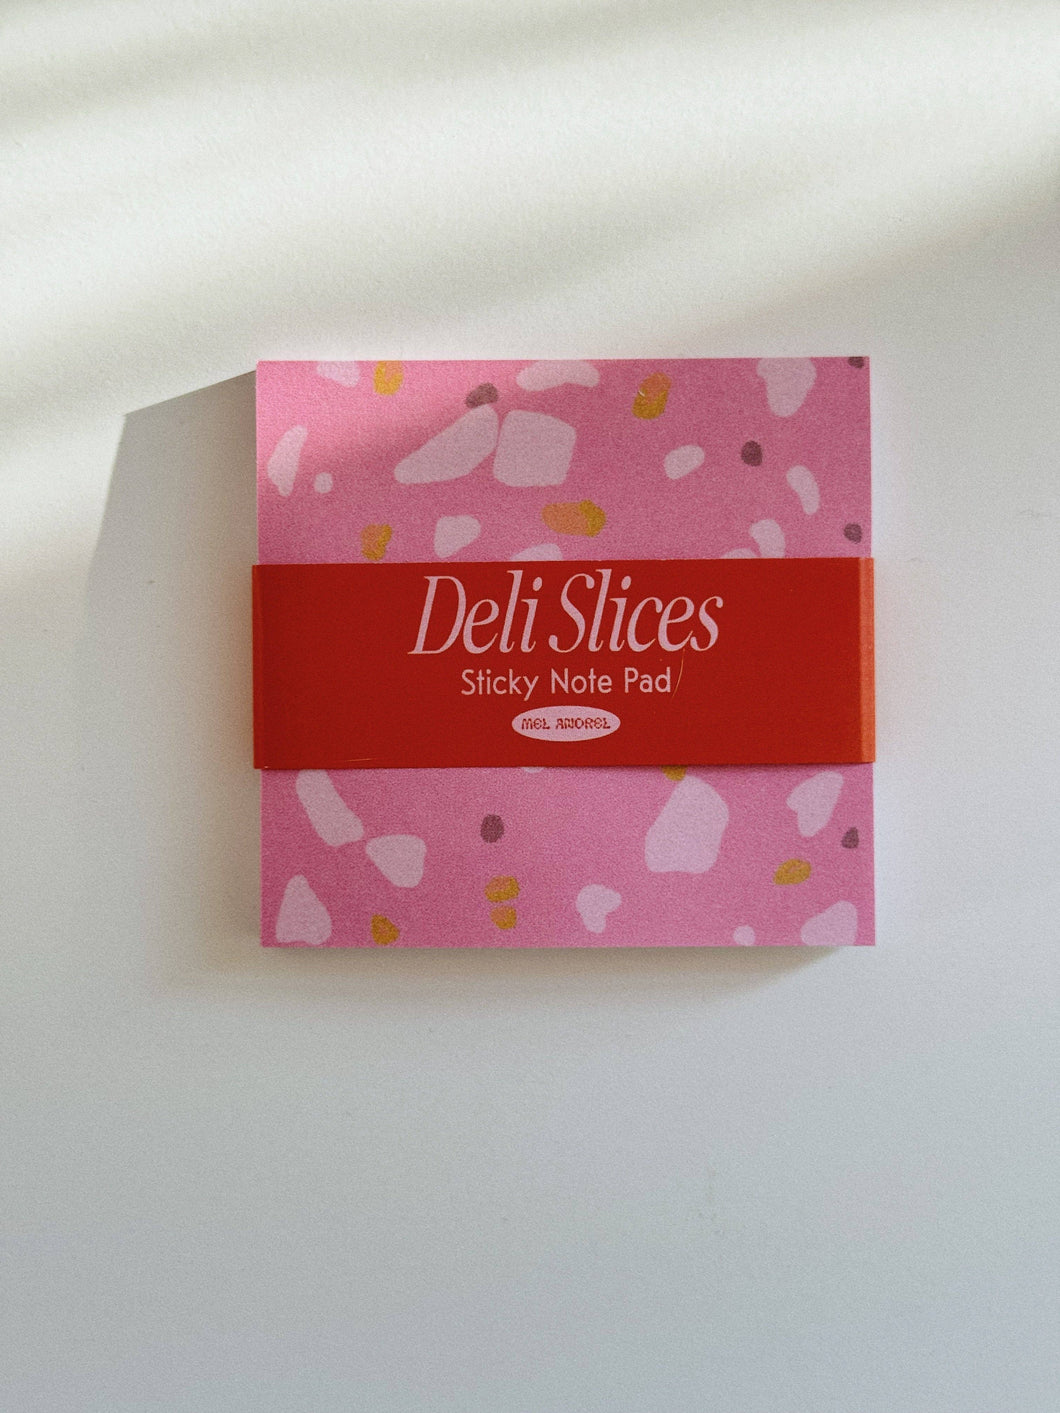 Deli Slices
Sticky Note Pad
MEL ANDREL